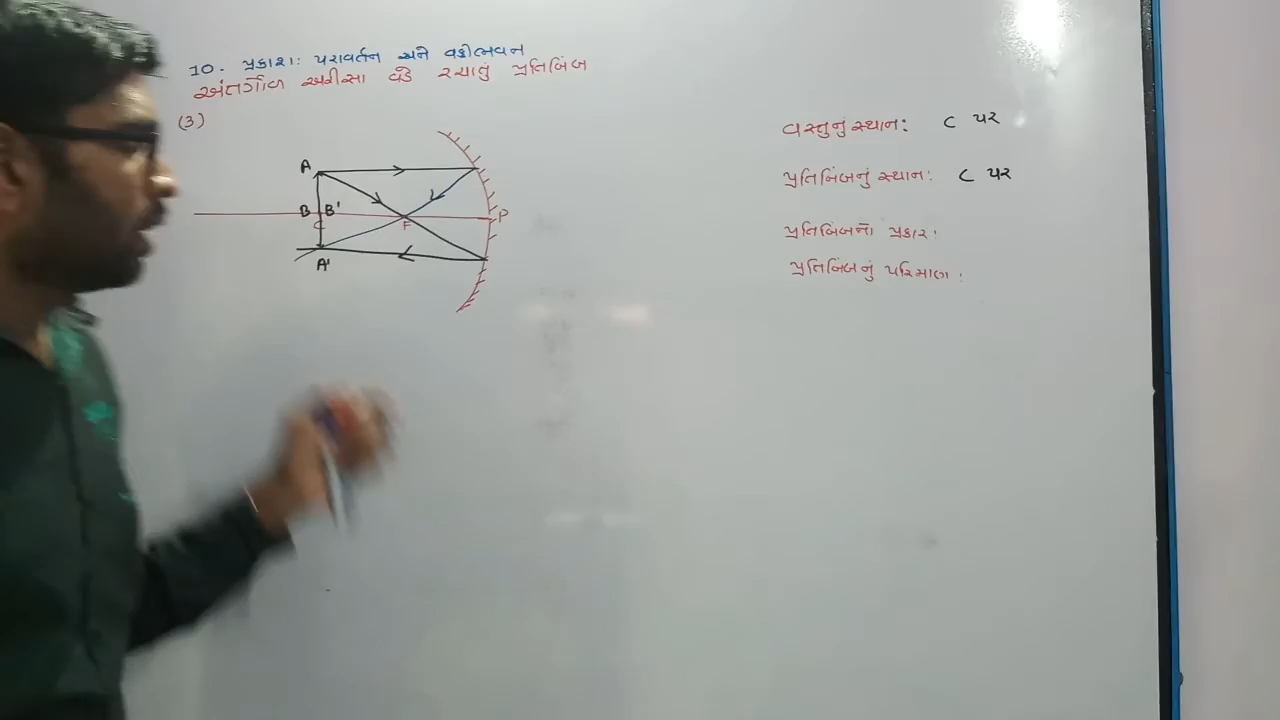 10. પ્રકાશ: પરાવર્તન અને વક્રીભવન
અંતર્ગોળ અરીસા વડે રચાતું પ્રતિબિંબ
(3)
A
B B' C F P
A'
વસ્તુનું સ્થાન: C પર
પ્રતિબિંબનું સ્થાન: C પર
પ્રતિબિંબનો પ્રકાર:
પ્રતિબિંબનું પરિમાણ: